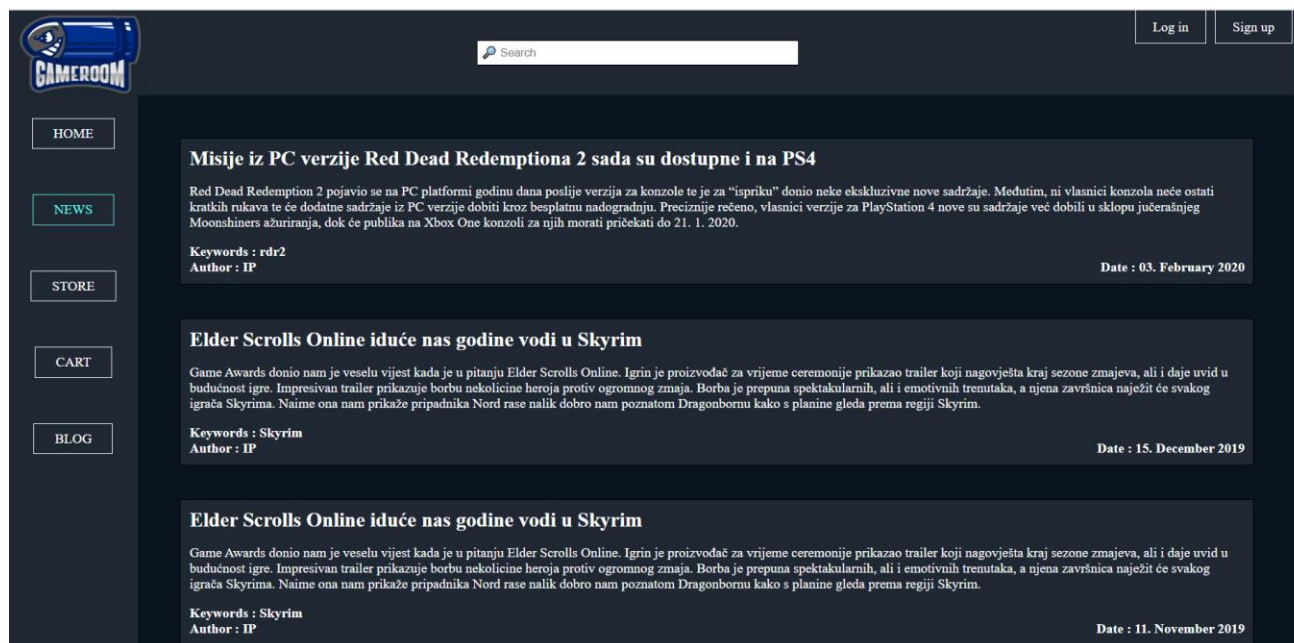 GAMEROOM
Search
Log in
Sign up
HOME
NEWS
STORE
CART
BLOG
Misije iz PC verzije Red Dead Redemptiona 2 sada su dostupne i na PS4
Red Dead Redemption 2 pojavio se na PC platformi godinu dana poslije verzija za konzole te je za “ispriku” donio neke ekskluzivne nove sadržaje. Međutim, ni vlasnici konzola neće ostati
kratkih rukava te će dodatne sadržaje iz PC verzije dobiti kroz besplatnu nadogradnju. Preciznije rečeno, vlasnici verzije za PlayStation 4 nove su sadržaje već dobili u sklopu jučerašnjeg
Moonshiners ažuriranja, dok će publika na Xbox One konzoli za njih morati pričekati do 21. 1. 2020.
Keywords : rdr2
Author : IP
Date : 03. February 2020
Elder Scrolls Online iduće nas godine vodi u Skyrim
Game Awards donio nam je veselu vijest kada je u pitanju Elder Scrolls Online. Igrin je proizvođač za vrijeme ceremonije prikazao trailer koji nagovješta kraj sezone zmajeva, ali i daje uvid u
budućnost igre. Impresivan trailer prikazuje borbu nekolicine heroja protiv ogromnog zmaja. Borba je prepuna spektakularnih, ali i emotivnih trenutaka, a njena završnica naježit će svakog
igrača Skyrima. Naime ona nam prikaže pripadnika Nord rase nalik dobro nam poznatom Dragonbornu kako s planine gleda prema regiji Skyrim.
Keywords : Skyrim
Author : IP
Date : 15. December 2019
Elder Scrolls Online iduće nas godine vodi u Skyrim
Game Awards donio nam je veselu vijest kada je u pitanju Elder Scrolls Online. Igrin je proizvođač za vrijeme ceremonije prikazao trailer koji nagovješta kraj sezone zmajeva, ali i daje uvid u
budućnost igre. Impresivan trailer prikazuje borbu nekolicine heroja protiv ogromnog zmaja. Borba je prepuna spektakularnih, ali i emotivnih trenutaka, a njena završnica naježit će svakog
igrača Skyrima. Naime ona nam prikaže pripadnika Nord rase nalik dobro nam poznatom Dragonbornu kako s planine gleda prema regiji Skyrim.
Keywords : Skyrim
Author : IP
Date : 11. November 2019